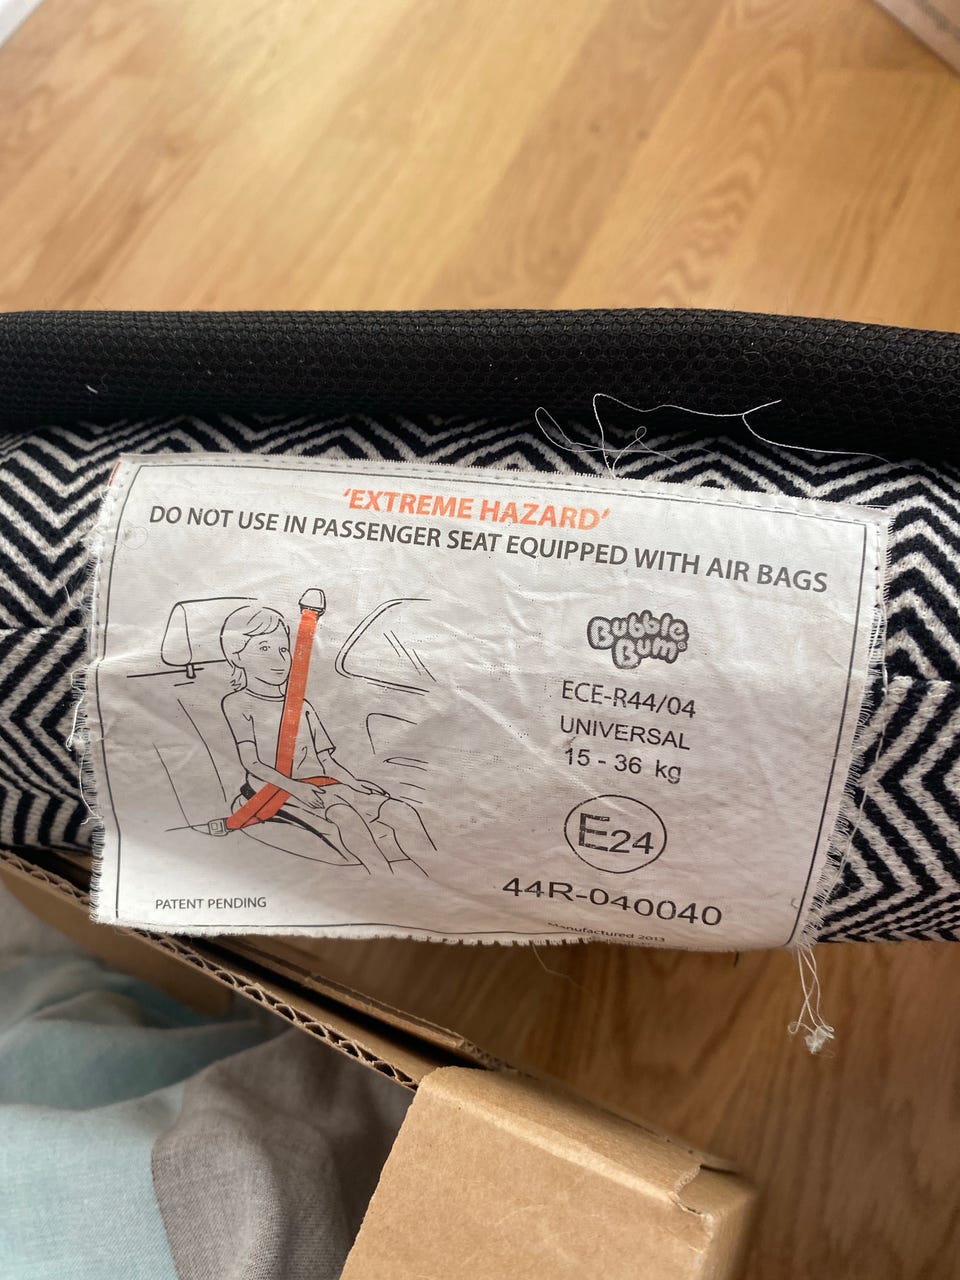 'EXTREME HAZARD'
DO NOT USE IN PASSENGER SEAT EQUIPPED WITH AIR BAGS
Bubble
Bum®
ECE-R44/04
UNIVERSAL
15 - 36 kg
E24
44R-040040
PATENT PENDING
Manufactured 2013